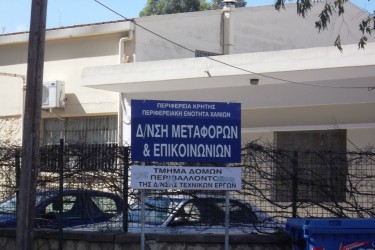 ΠΕΡΙΦΕΡΕΙΑ ΚΡΗΤΗΣ
ΠΕΡΙΦΕΡΕΙΑΚΗ ΕΝΟΤΗΤΑ ΧΑΝΙΩΝ
Δ/ΝΣΗ ΜΕΤΑΦΟΡΩΝ
& ΕΠΙΚΟΙΝΩΝΙΩΝ
ΤΜΗΜΑ ΔΟΜΩΝ
ΠΕΡΙΒΑΛΛΟΝΤΟΣ
ΤΗΣ Δ/ΝΣΗΣ ΤΕΧΝΙΚΩΝ ΕΡΓΩΝ